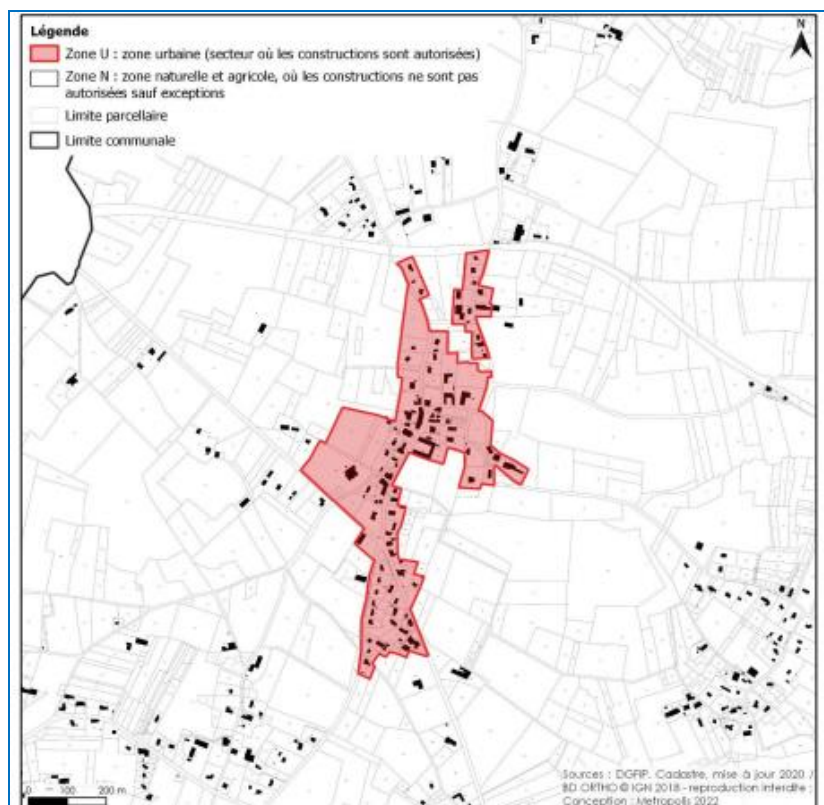 Légende
Zone U : zone urbaine (secteur où les constructions sont autorisées)
Zone N : zone naturelle et agricole, où les constructions ne sont pas
autorisées sauf exceptions
Limite parcellaire
Limite communale
N
0 100 200 m
Sources : DGFIP. Cadastre, mise à jour 2020 /
BD ORTHO © IGN 2018 - reproduction interdite ;
Conception : Metropolis 2022